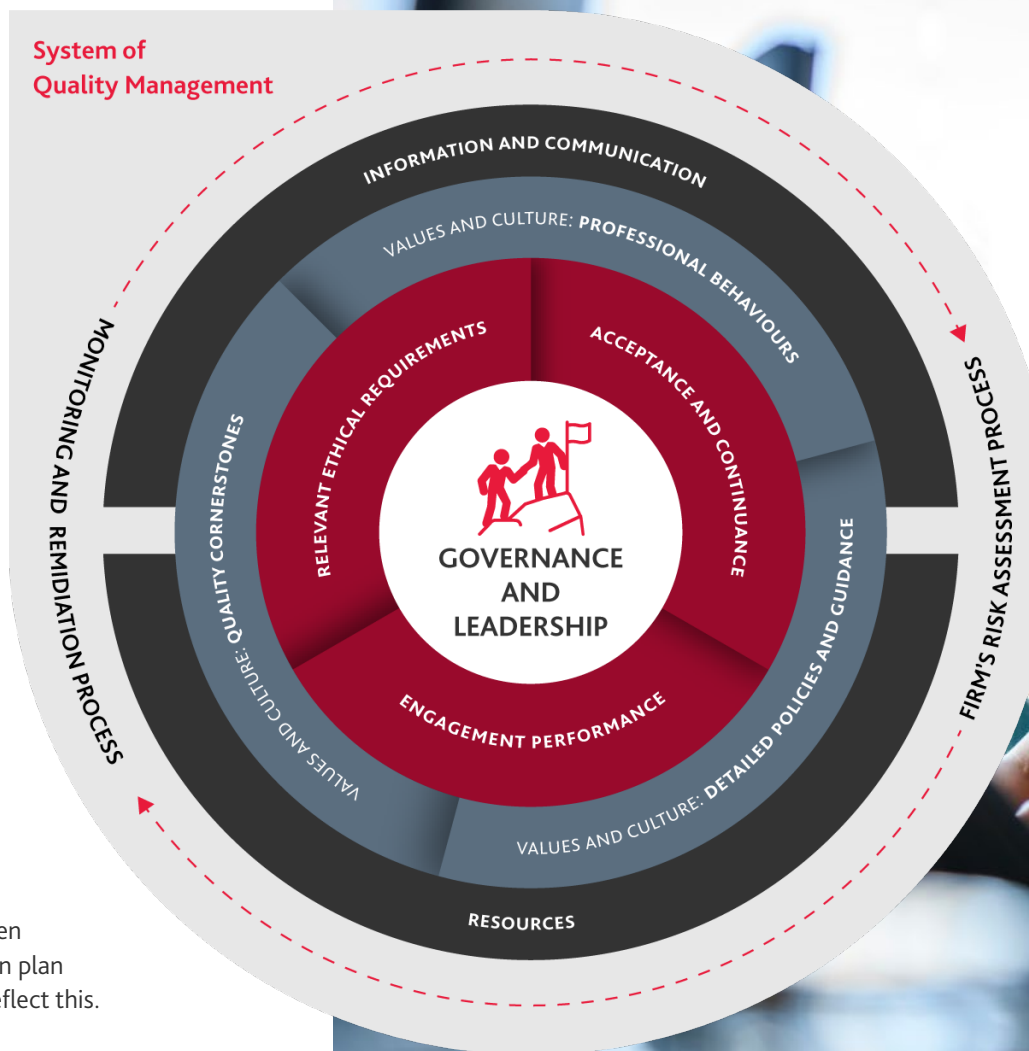 System of
Quality Management
INFORMATION AND COMMUNICATION
VALUES AND CULTURE: PROFESSIONAL BEHAVIOURS
RELEVANT ETHICAL REQUIREMENTS
ACCEPTANCE AND CONTINUANCE
MONITORING AND REMIDIATION PROCESS
FIRM'S RISK ASSESSMENT PROCESS
VALUES AND CULTURE: QUALITY CORNERSTONES
GOVERNANCE
AND
LEADERSHIP
VALUES AND CULTURE: DETAILED POLICIES AND GUIDANCE
ENGAGEMENT PERFORMANCE
RESOURCES
plan
this.